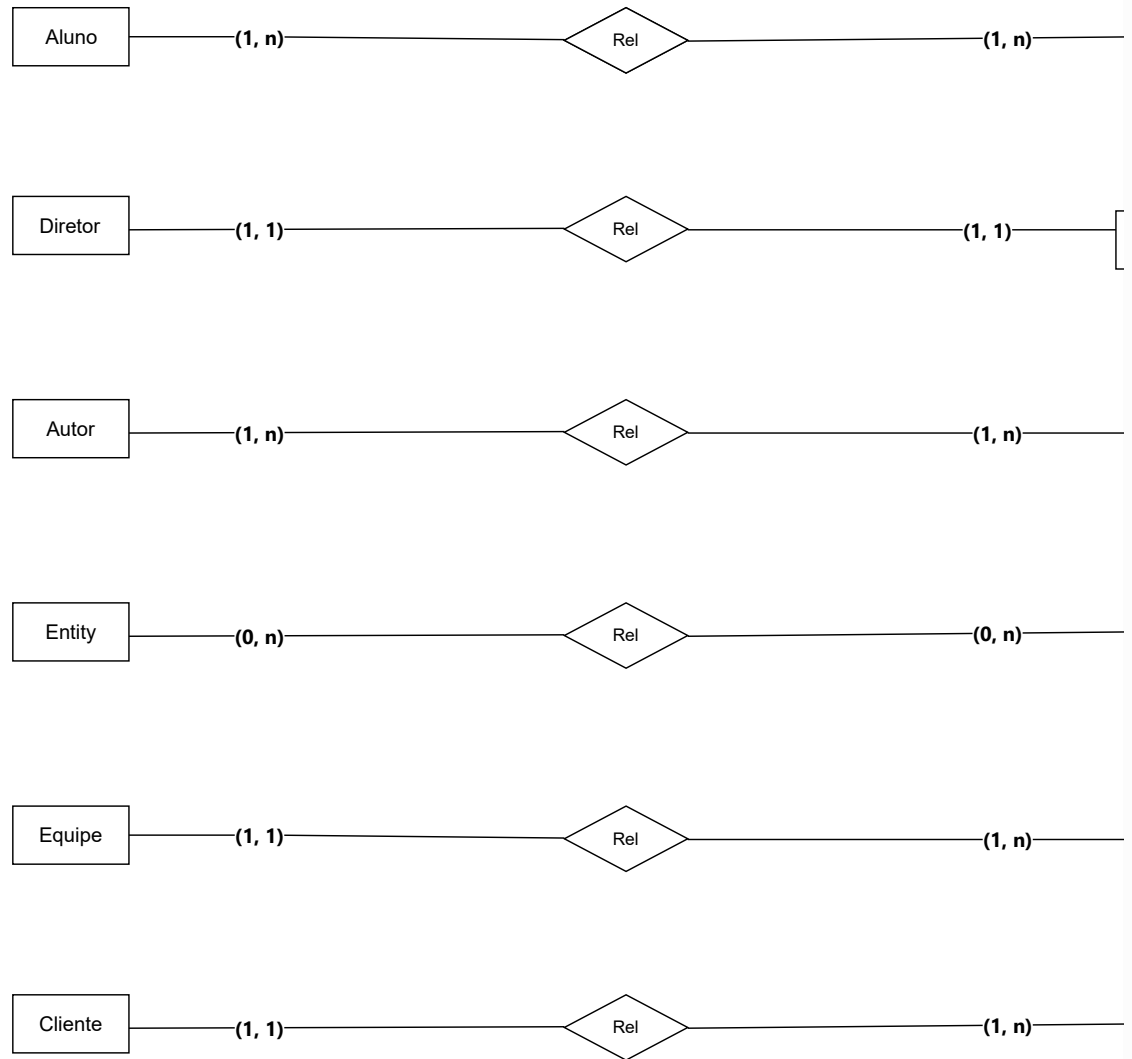 Aluno (1, n) Rel (1, n)
Diretor (1, 1) Rel (1, 1)
Autor (1, n) Rel (1, n)
Entity (0, n) Rel (0, n)
Equipe (1, 1) Rel (1, n)
Cliente (1, 1) Rel (1, n)